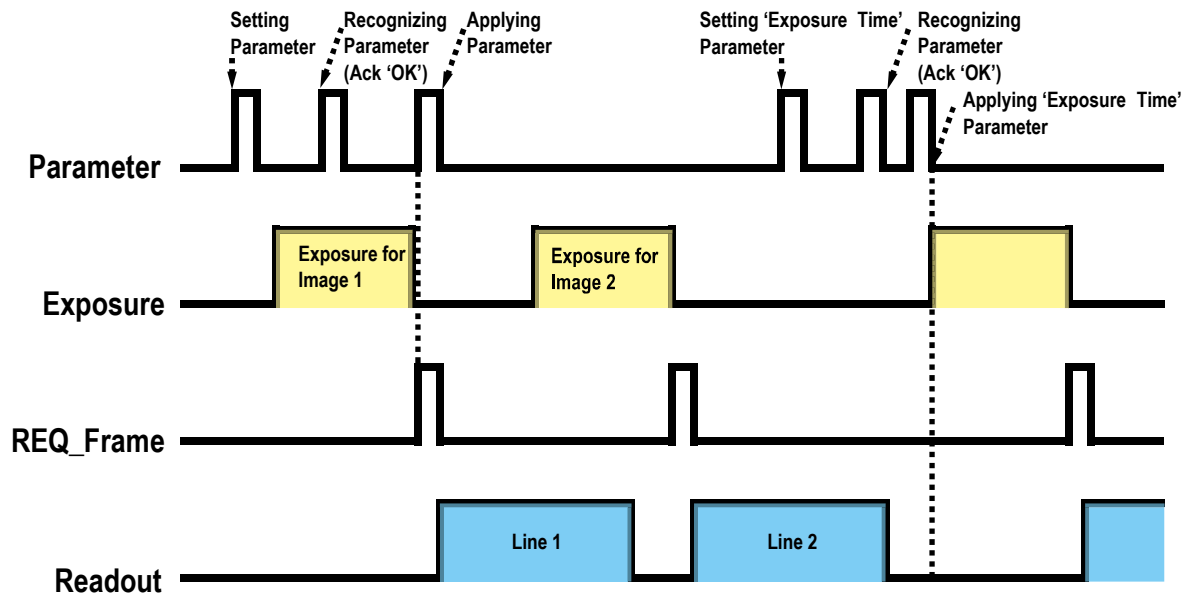 Setting
Parameter
Recognizing
Parameter
(Ack ‘OK’)
Applying
Parameter
Setting ‘Exposure Time’
Parameter
Recognizing
Parameter
(Ack ‘OK’)
Applying ‘Exposure Time’
Parameter
Parameter
Exposure for
Image 1
Exposure for
Image 2
Exposure
REQ_Frame
Line 1
Line 2
Readout